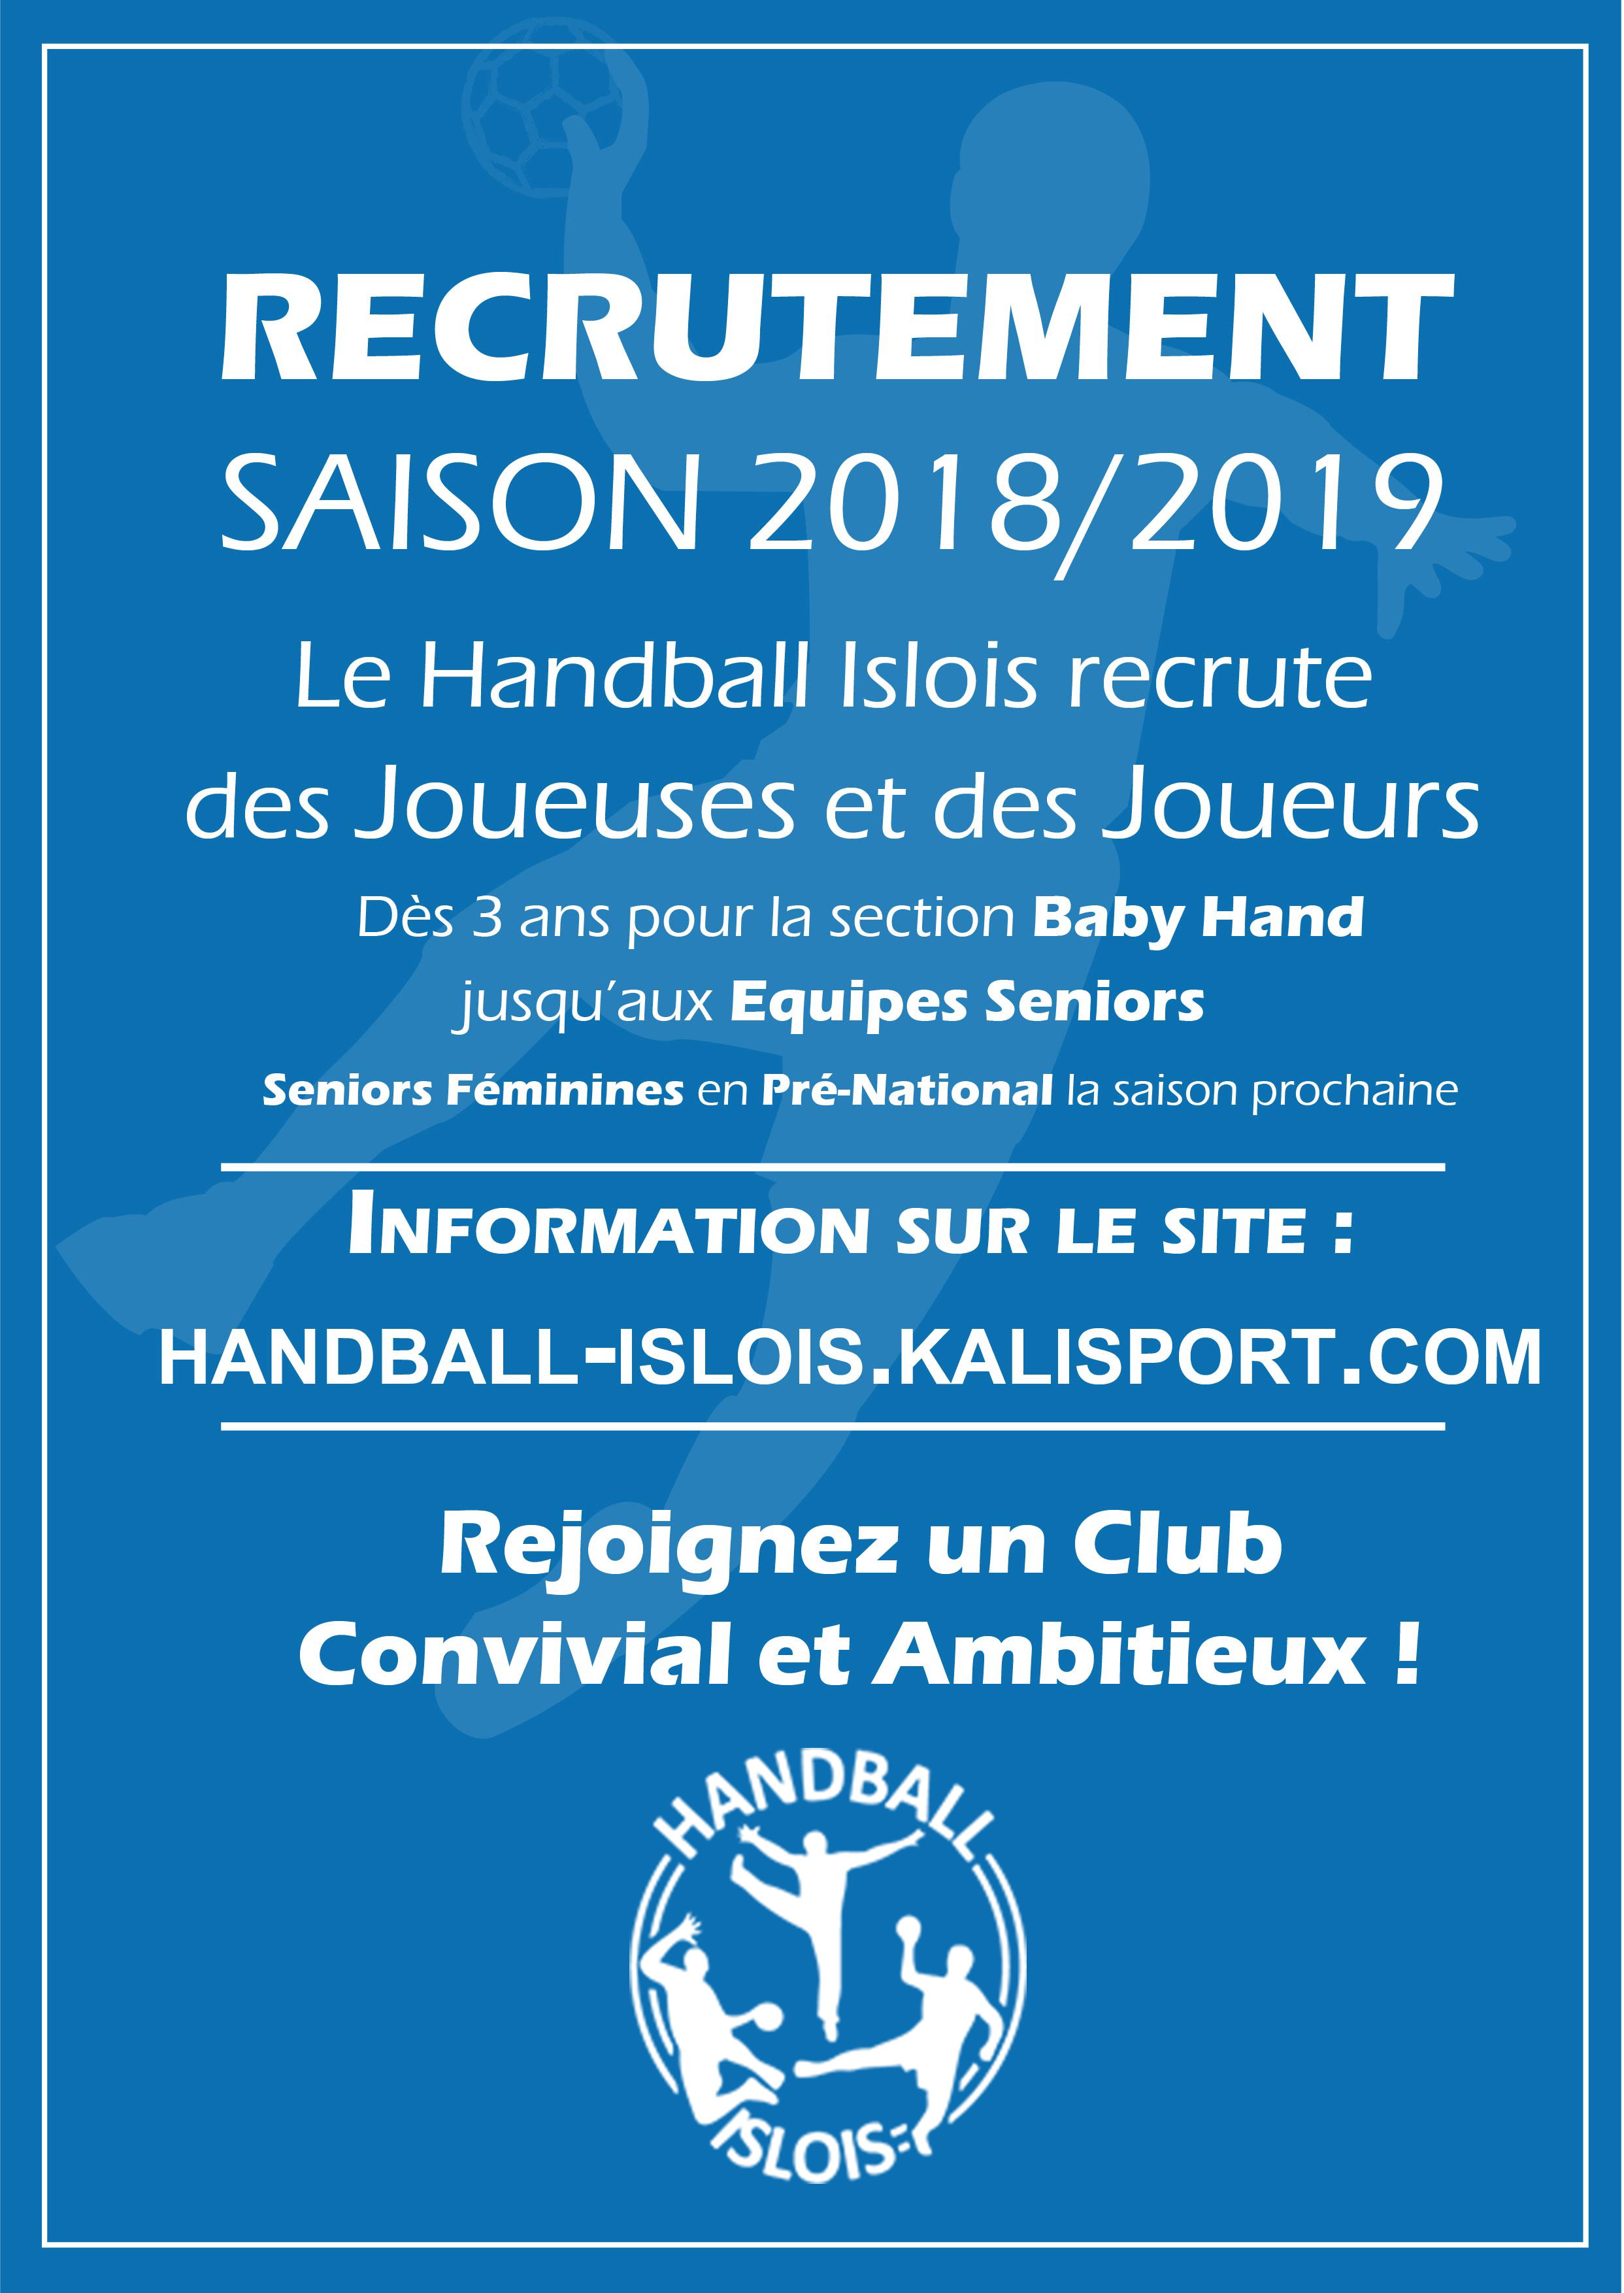 RECRUTEMENT
SAISON 2018/2019
Le Handball Islois recrute
des Joueuses et des Joueurs
Dès 3 ans pour la section Baby Hand
jusqu'aux Equipes Seniors
Seniors Féminines en Pré-National la saison prochaine
INFORMATION SUR LE SITE :
HANDBALL-ISLOIS.KALISPORT.COM
Rejoignez un Club
Convivial et Ambitieux !
HANDBALL
ISLOIS